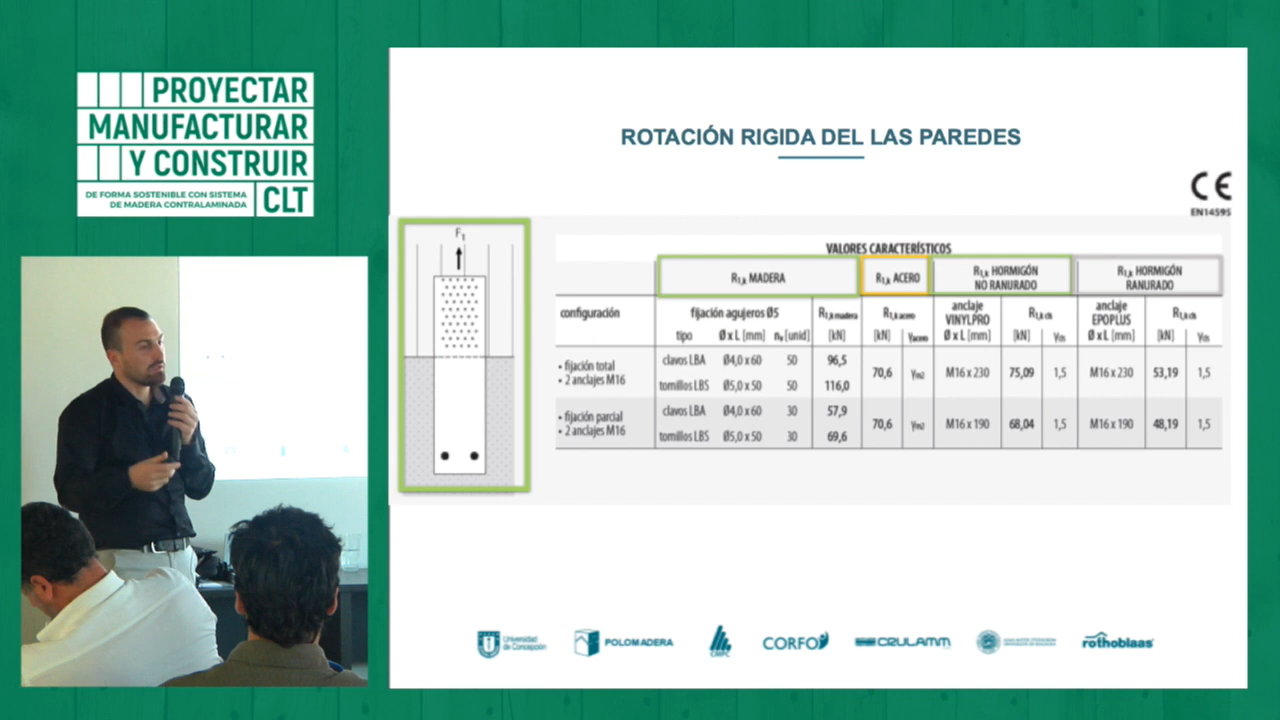 PROYECTAR
MANUFACTURAR
Y CONSTRUIR
DE FORMA SOSTENIBLE CON SISTEMA
DE MADERA CONTRALAMINADA
CLT
ROTACIÓN RIGIDA DEL LAS PAREDES
CE
EN14595
F1
VALORES CARACTERÍSTICOS
R1,k MADERA
R1,k ACERO
R1,k HORMIGÓN
NO RANURADO
R1,k HORMIGÓN
RANURADO
configuración
fijación agujeros Ø5
R1,k madera
R1,k acero
anclaje
VINYLPRO
R1,k cls
anclaje
EPOPLUS
R1,k cls
tipo Ø x L [mm] nv [unid] [kN] [kN] γacero Ø x L [mm] [kN] γcls Ø x L [mm] [kN] γcls
• fijación total
• 2 anclajes M16
clavos LBA Ø4,0 x 60 50 96,5
tornillos LBS Ø5,0 x 50 50 116,0
70,6 γm2 M16 x 230 75,09 1,5 M16 x 230 53,19 1,5
• fijación parcial
• 2 anclajes M16
clavos LBA Ø4,0 x 60 30 57,9
tornillos LBS Ø5,0 x 50 30 69,6
70,6 γm2 M16 x 190 68,04 1,5 M16 x 190 48,19 1,5
Universidad
de Concepción
POLOMADERA
CORFO
CRULAMM
rothoblaas